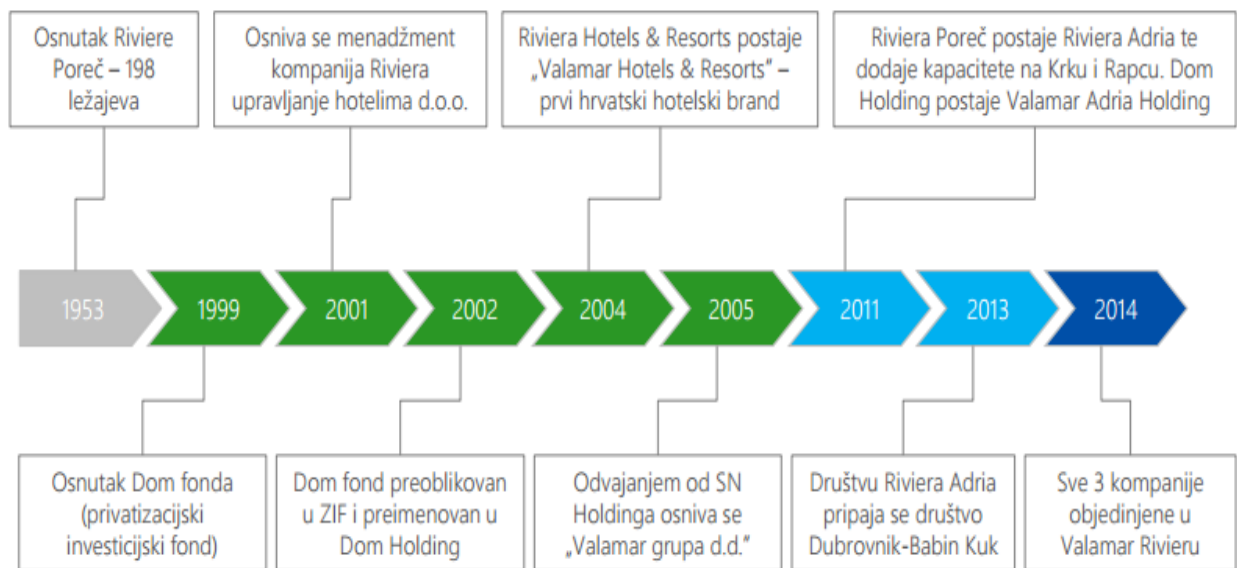 Osnutak Riviere
Poreč – 198
ležajeva
Osniva se menadžment
kompanija Riviera
upravljanje hotelima d.o.o.
Riviera Hotels & Resorts postaje
„Valamar Hotels & Resorts” –
prvi hrvatski hotelski brand
Riviera Poreč postaje Riviera Adria te
dodaje kapacitete na Krku i Rapcu. Dom
Holding postaje Valamar Adria Holding
1953
1999
2001
2002
2004
2005
2011
2013
2014
Osnutak Dom fonda
(privatizacijski
investicijski fond)
Dom fond preoblikovan
u ZIF i preimenovan u
Dom Holding
Odvajanjem od SN
Holdinga osniva se
„Valamar grupa d.d.”
Društvu Riviera Adria
pripaja se društvo
Dubrovnik-Babin Kuk
Sve 3 kompanije
objedinjene u
Valamar Rivieru